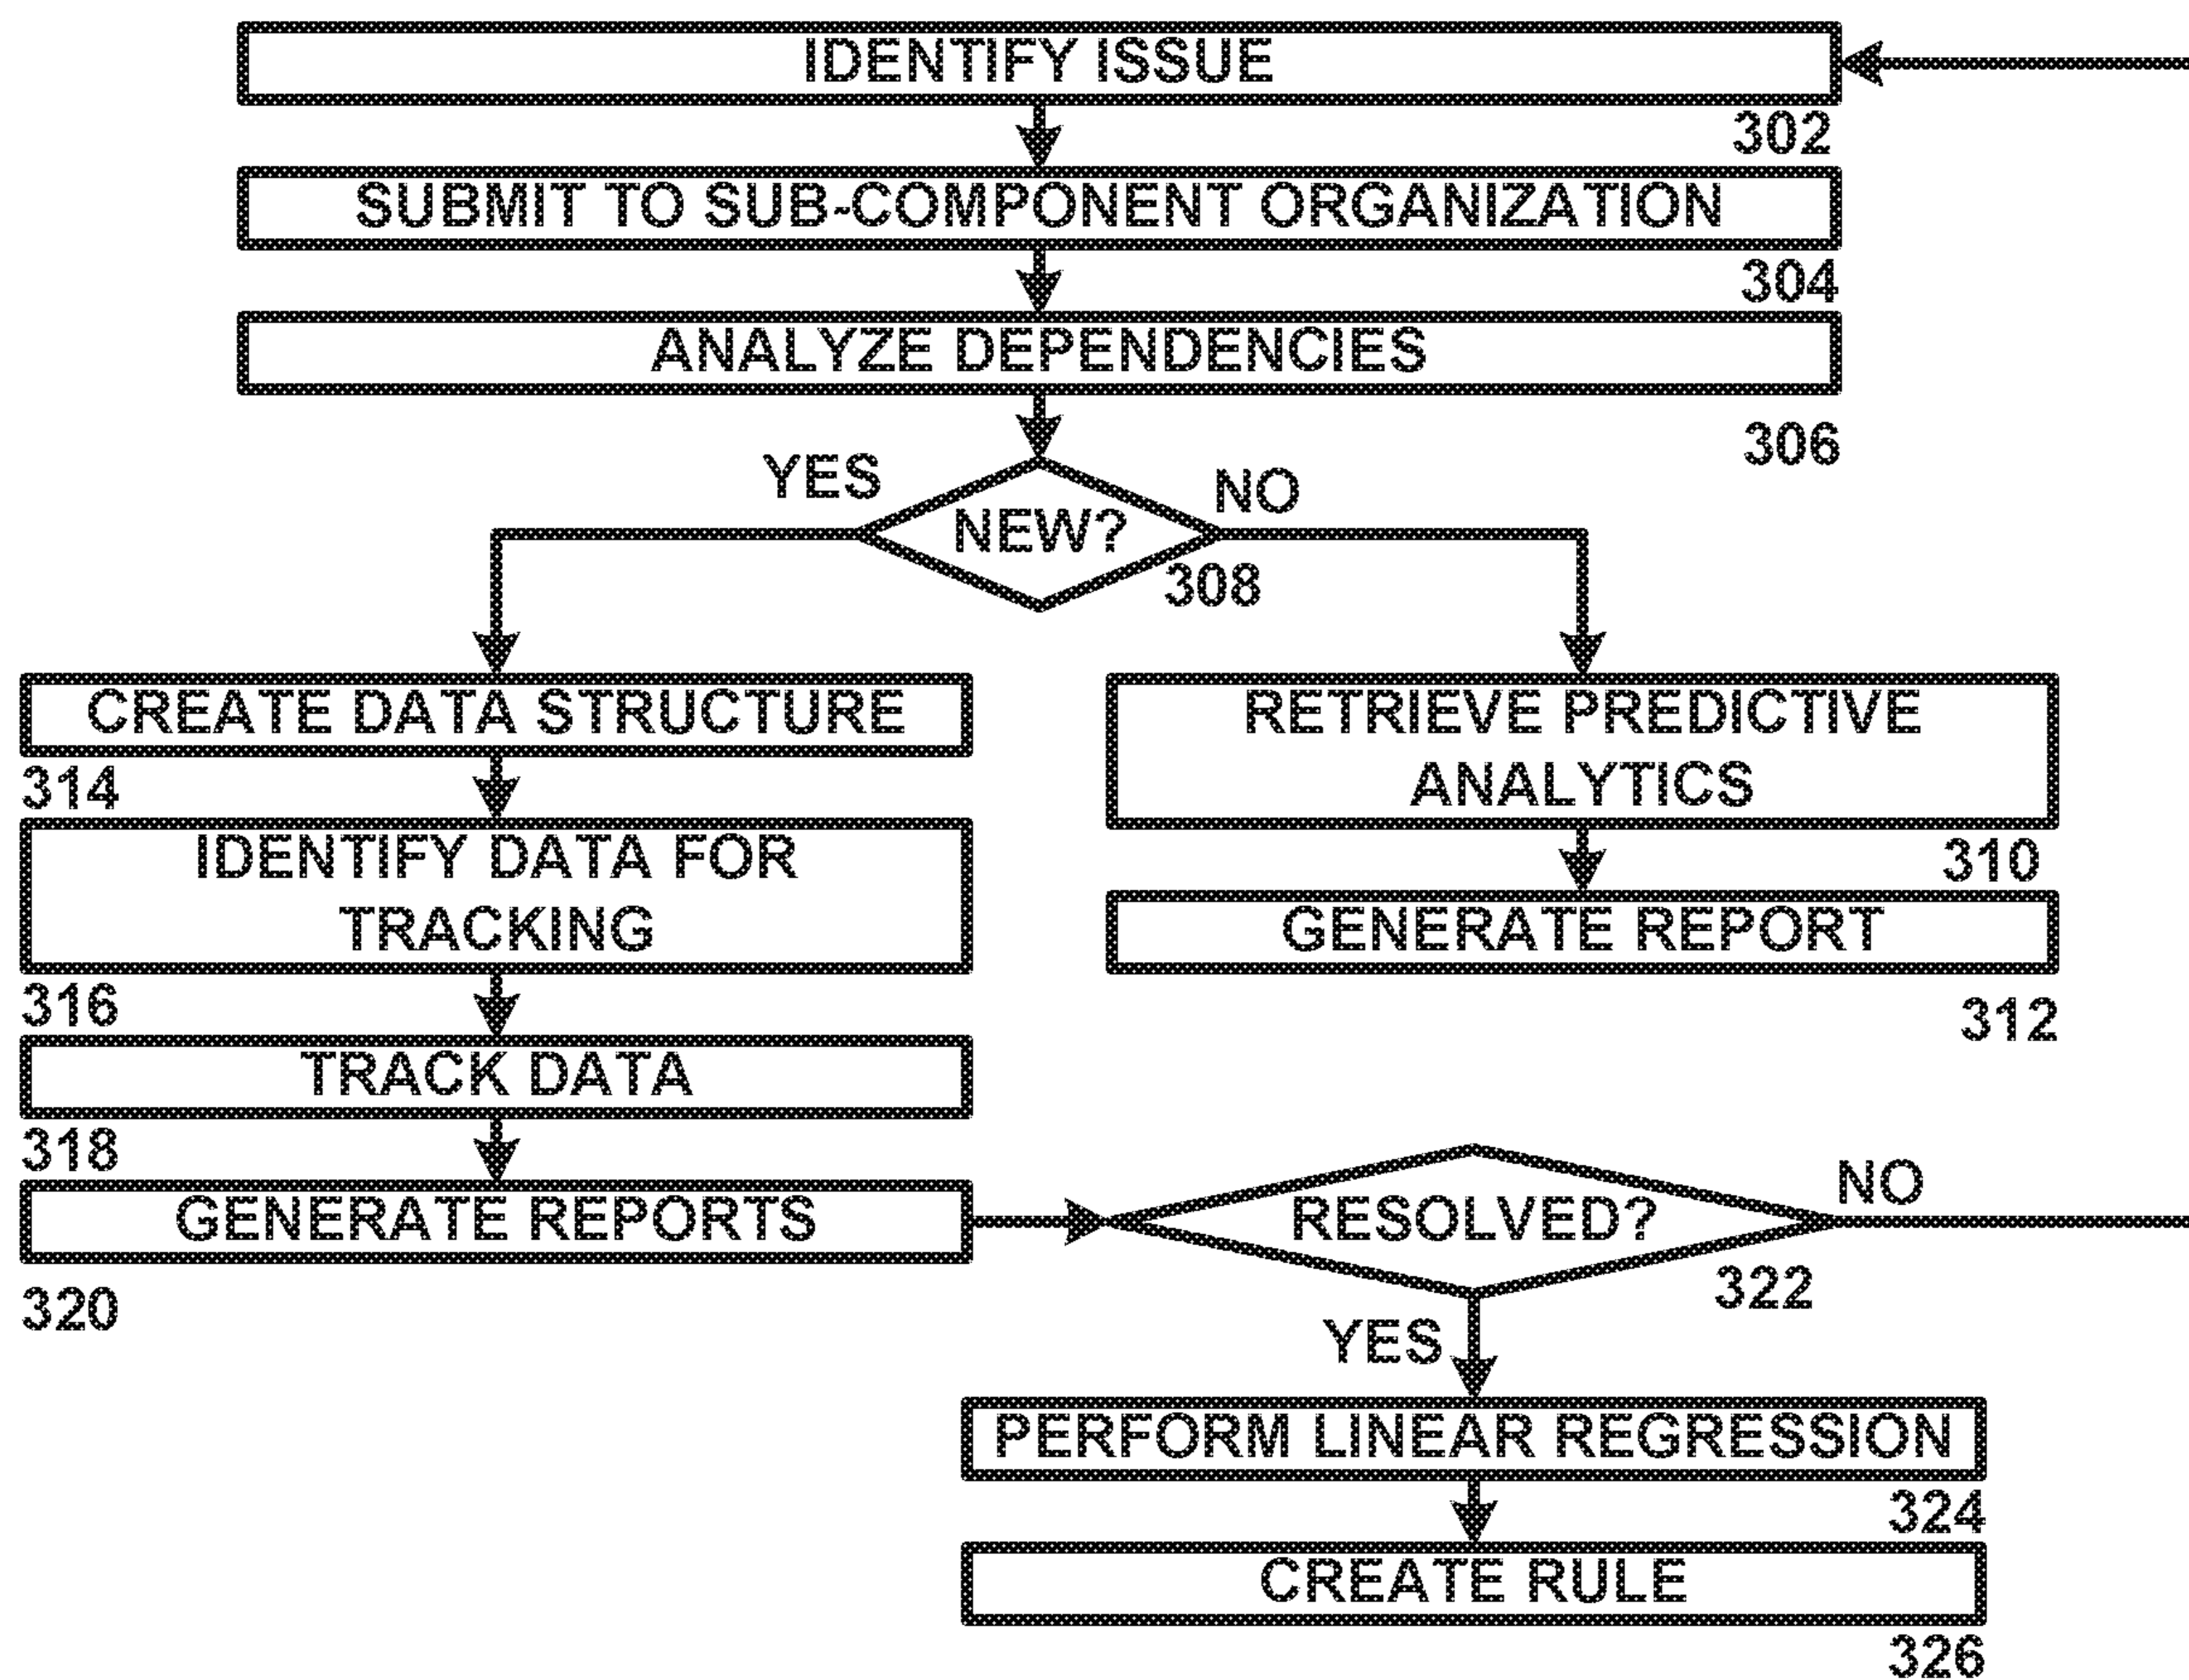 IDENTIFY ISSUE
302
SUBMIT TO SUB-COMPONENT ORGANIZATION
304
ANALYZE DEPENDENCIES
306
YES
NO
NEW?
308
CREATE DATA STRUCTURE
314
IDENTIFY DATA FOR
TRACKING
316
TRACK DATA
318
GENERATE REPORTS
320
RETRIEVE PREDICTIVE
ANALYTICS
310
GENERATE REPORT
312
RESOLVED?
NO
322
YES
PERFORM LINEAR REGRESSION
324
CREATE RULE
326